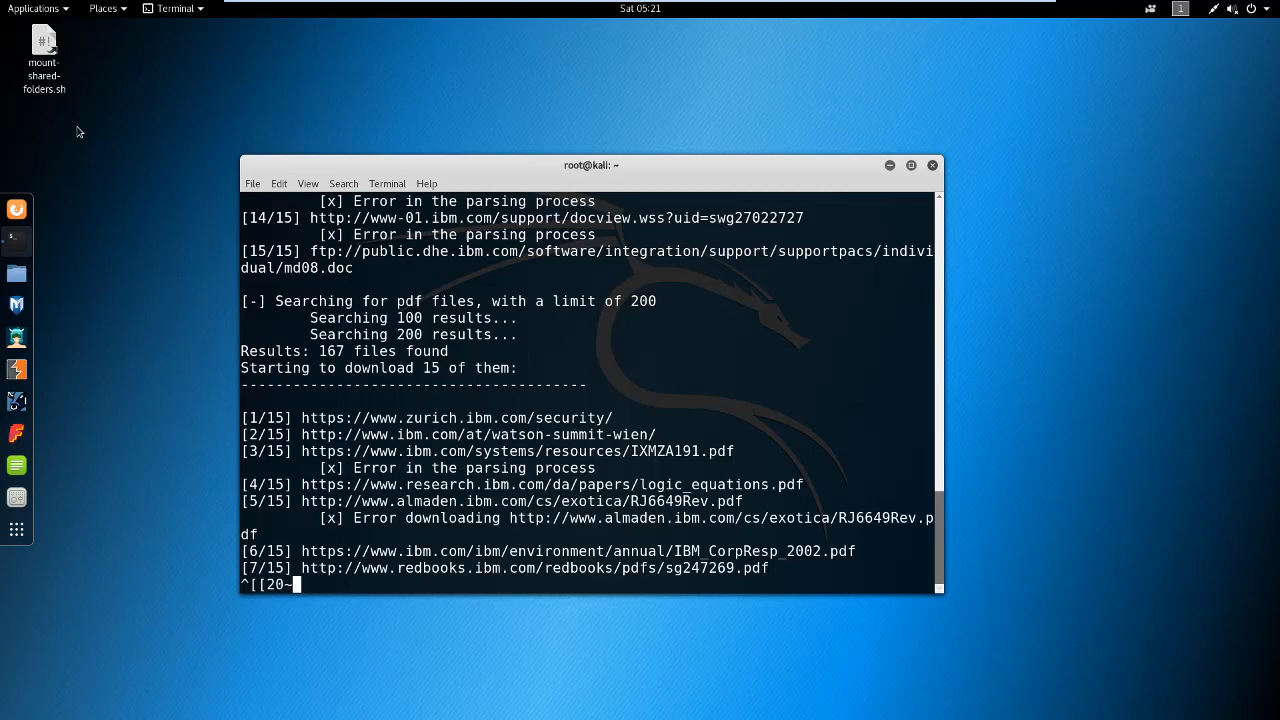 Applications
Places
Terminal
Sat 05:21
1
#!
mount-
shared-
folders.sh
root@kali: ~
File Edit View Search Terminal Help
[x] Error in the parsing process
[14/15] http://www-01.ibm.com/support/docview.wss?uid=swg27022727
[x] Error in the parsing process
[15/15] ftp://public.dhe.ibm.com/software/integration/support/supportpacs/indivi
dual/md08.doc
[-] Searching for pdf files, with a limit of 200
Searching 100 results...
Searching 200 results...
Results: 167 files found
Starting to download 15 of them:
----------------------------------------
[1/15] https://www.zurich.ibm.com/security/
[2/15] http://www.ibm.com/at/watson-summit-wien/
[3/15] https://www.ibm.com/systems/resources/IXMZA191.pdf
[x] Error in the parsing process
[4/15] https://www.research.ibm.com/da/papers/logic_equations.pdf
[5/15] http://www.almaden.ibm.com/cs/exotica/RJ6649Rev.pdf
[x] Error downloading http://www.almaden.ibm.com/cs/exotica/RJ6649Rev.p
df
[6/15] https://www.ibm.com/ibm/environment/annual/IBM_CorpResp_2002.pdf
[7/15] http://www.redbooks.ibm.com/redbooks/pdfs/sg247269.pdf
^[[20~